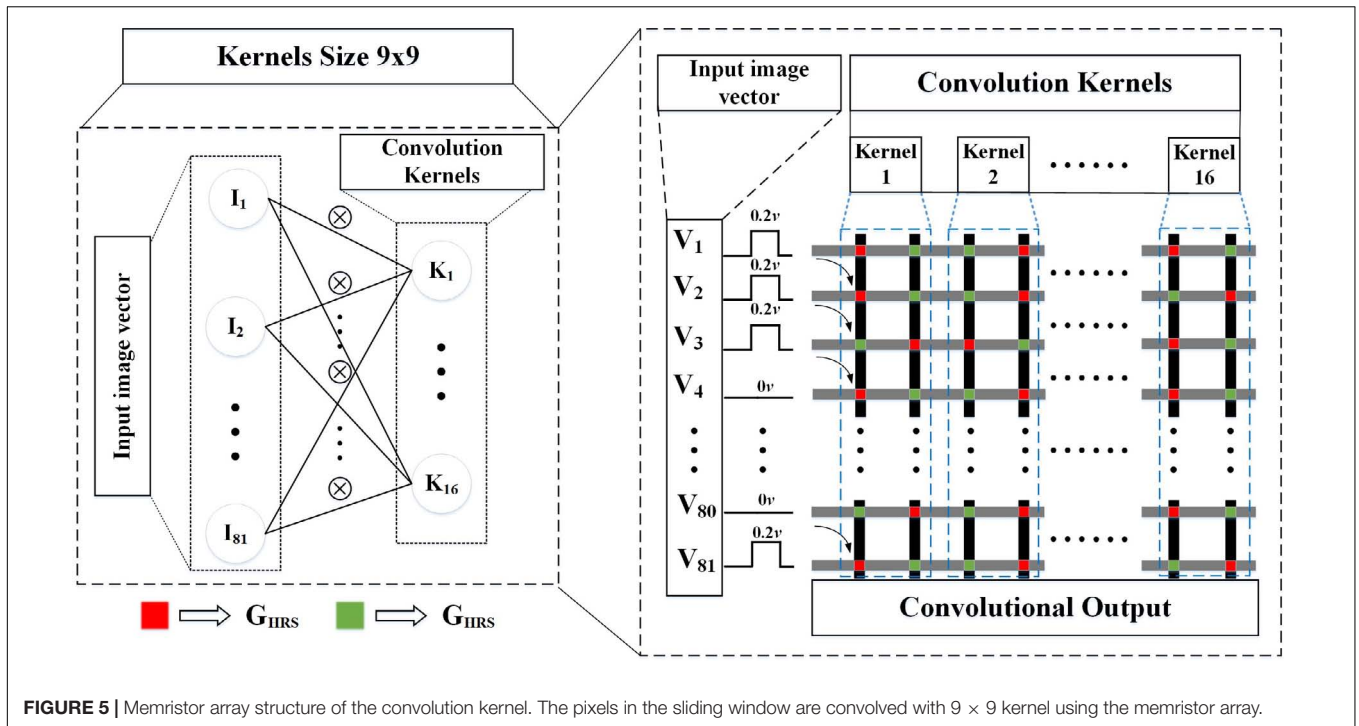 Kernels Size 9x9
Convolution
Kernels
Input image vector
I₁
I₂
I₈₁
K₁
K₁₆
G_HRS
G_HRS
Input image
vector
Convolution Kernels
Kernel
1
Kernel
2
Kernel
16
V₁
0.2v
V₂
0.2v
V₃
0.2v
V₄
0v
V₈₀
0v
V₈₁
0.2v
Convolutional Output
FIGURE 5 | Memristor array structure of the convolution kernel. The pixels in the sliding window are convolved with 9 × 9 kernel using the memristor array.